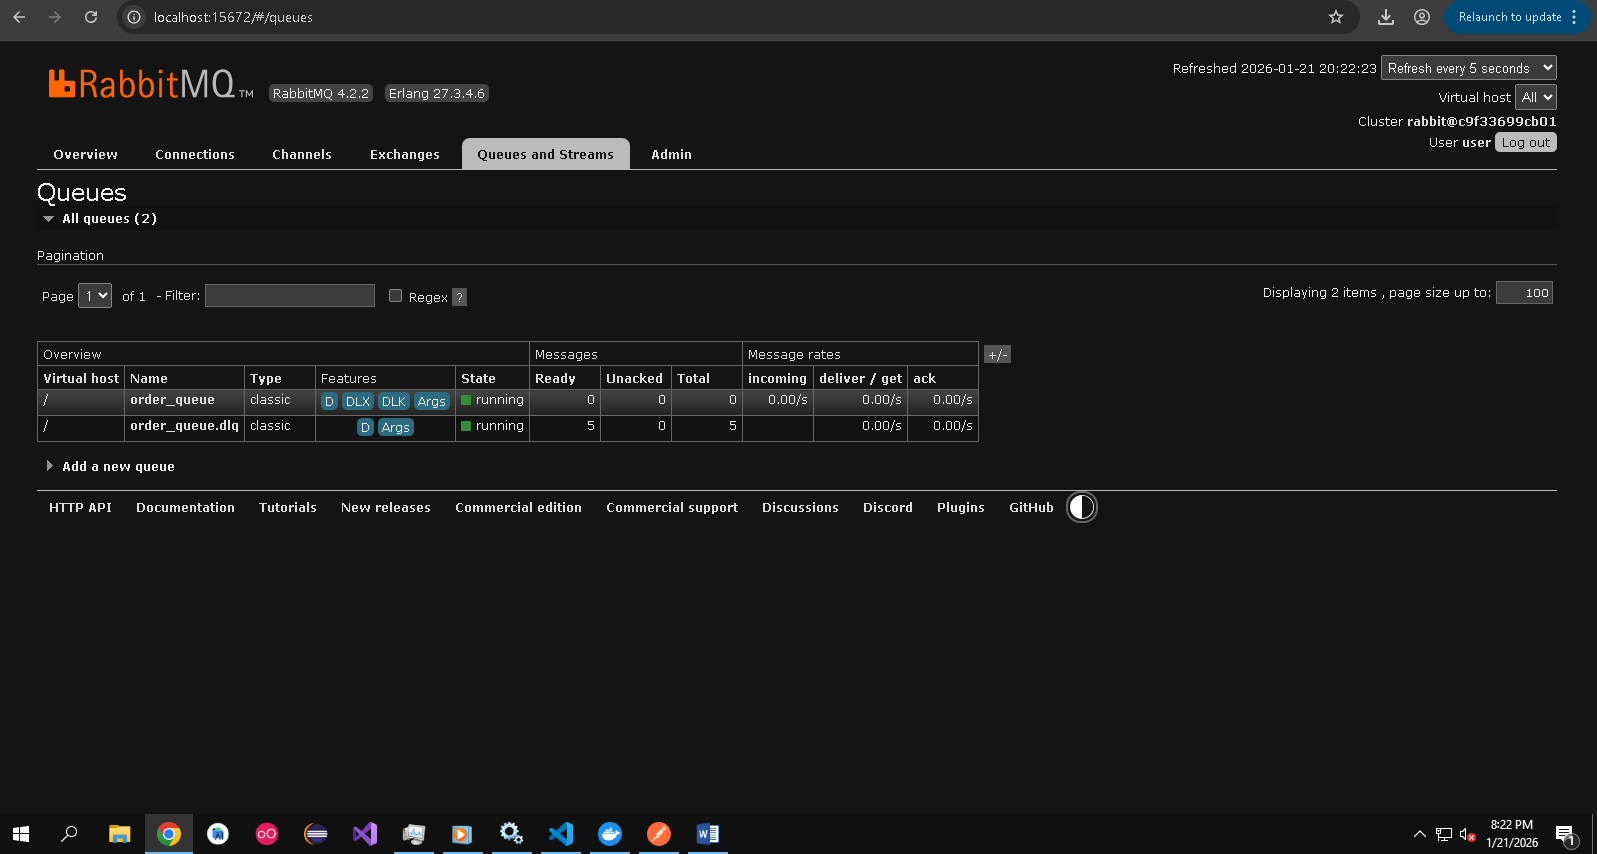 localhost:15672/#/queues
Relaunch to update
RabbitMQ TM
RabbitMQ 4.2.2
Erlang 27.3.4.6
Refreshed 2026-01-21 20:22:23
Refresh every 5 seconds
Virtual host All
Cluster rabbit@c9f33699cb01
User user Log out
Overview Connections Channels Exchanges Queues and Streams Admin
Queues
All queues (2)
Pagination
Page 1 of 1 - Filter: Regex ?
Displaying 2 items , page size up to: 100
Overview Messages Message rates +/-
Virtual host Name Type Features State Ready Unacked Total incoming deliver / get ack
/ order_queue classic D DLX DLK Args running 0 0 0 0.00/s 0.00/s 0.00/s
/ order_queue.dlq classic D Args running 5 0 5 0.00/s 0.00/s
Add a new queue
HTTP API Documentation Tutorials New releases Commercial edition Commercial support Discussions Discord Plugins GitHub
8:22 PM
1/21/2026
1